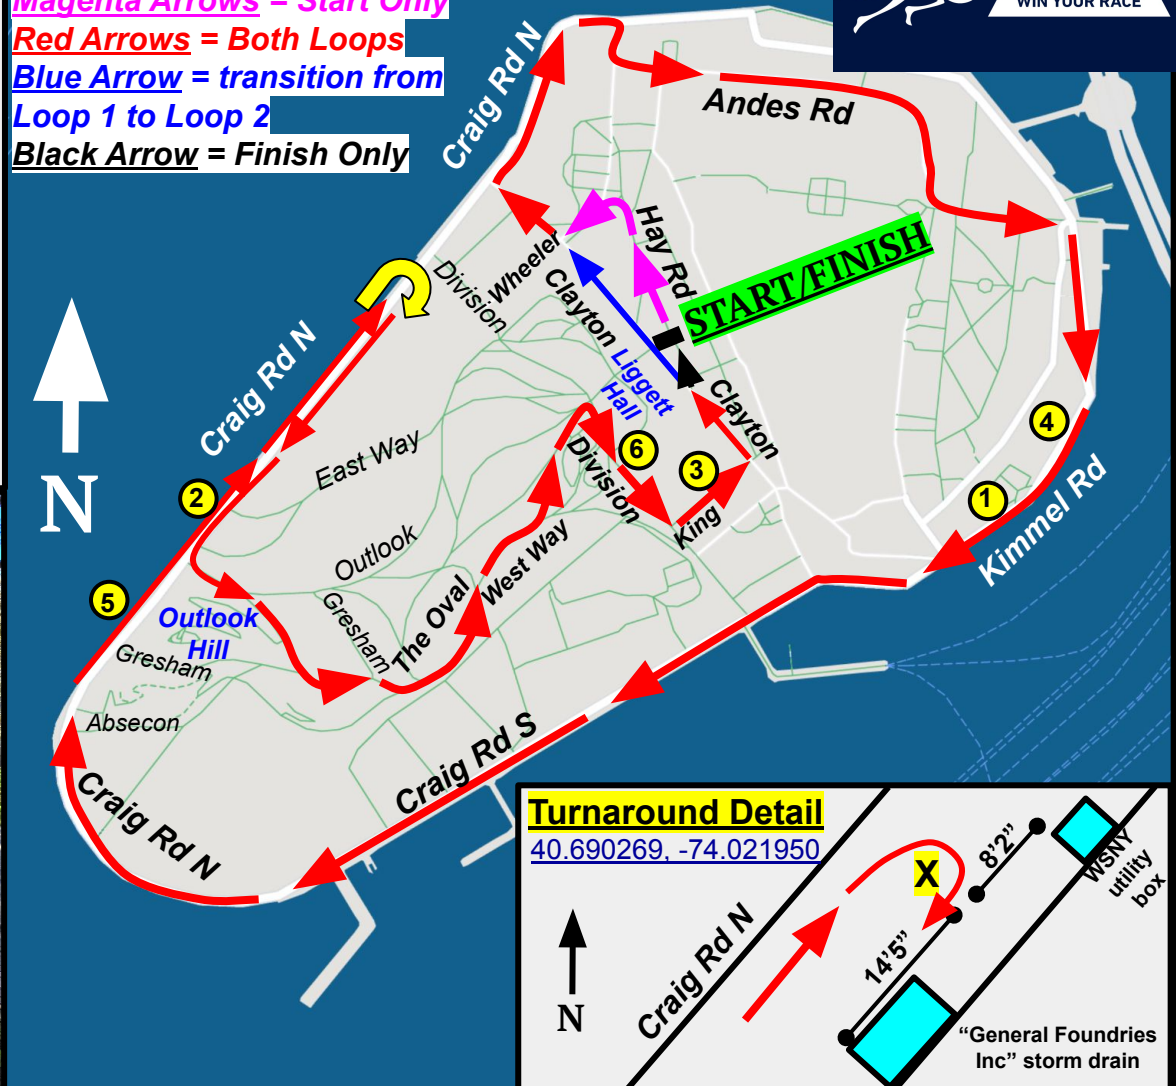 Magenta Arrows = Start Only
Red Arrows = Both Loops
Blue Arrow = transition from
Loop 1 to Loop 2
Black Arrow = Finish Only
WIN YOUR RACE
Craig Rd N
Andes Rd
Hay Rd
START/FINISH
Wheeler
Division
Clayton
Liggett
Hall
Clayton
Craig Rd N
N
East Way
Division
6
3
King
4
1
Kimmel Rd
2
Outlook
West Way
The Oval
Gresham
5
Outlook
Hill
Gresham
Absecon
Craig Rd S
Craig Rd N
Turnaround Detail
40.690269, -74.021950
X
8'2"
WSNY
utility
box
14'5"
Craig Rd N
N
“General Foundries
Inc” storm drain